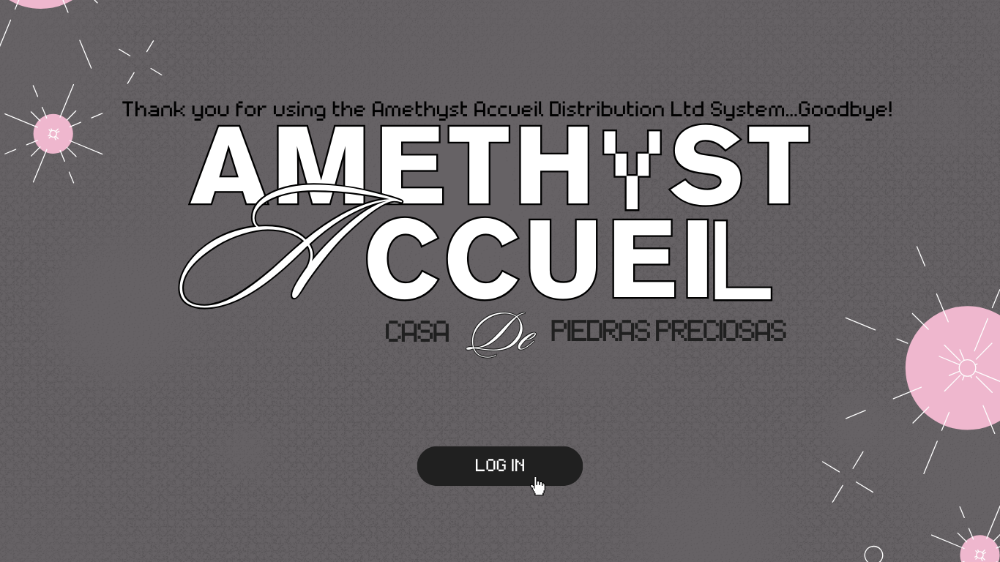 Thank you for using the Amethyst Accueil Distribution Ltd System...Goodbye!
AMETHYST
ACCUEIL
CASA De PIEDRAS PRECIOSAS
LOG IN